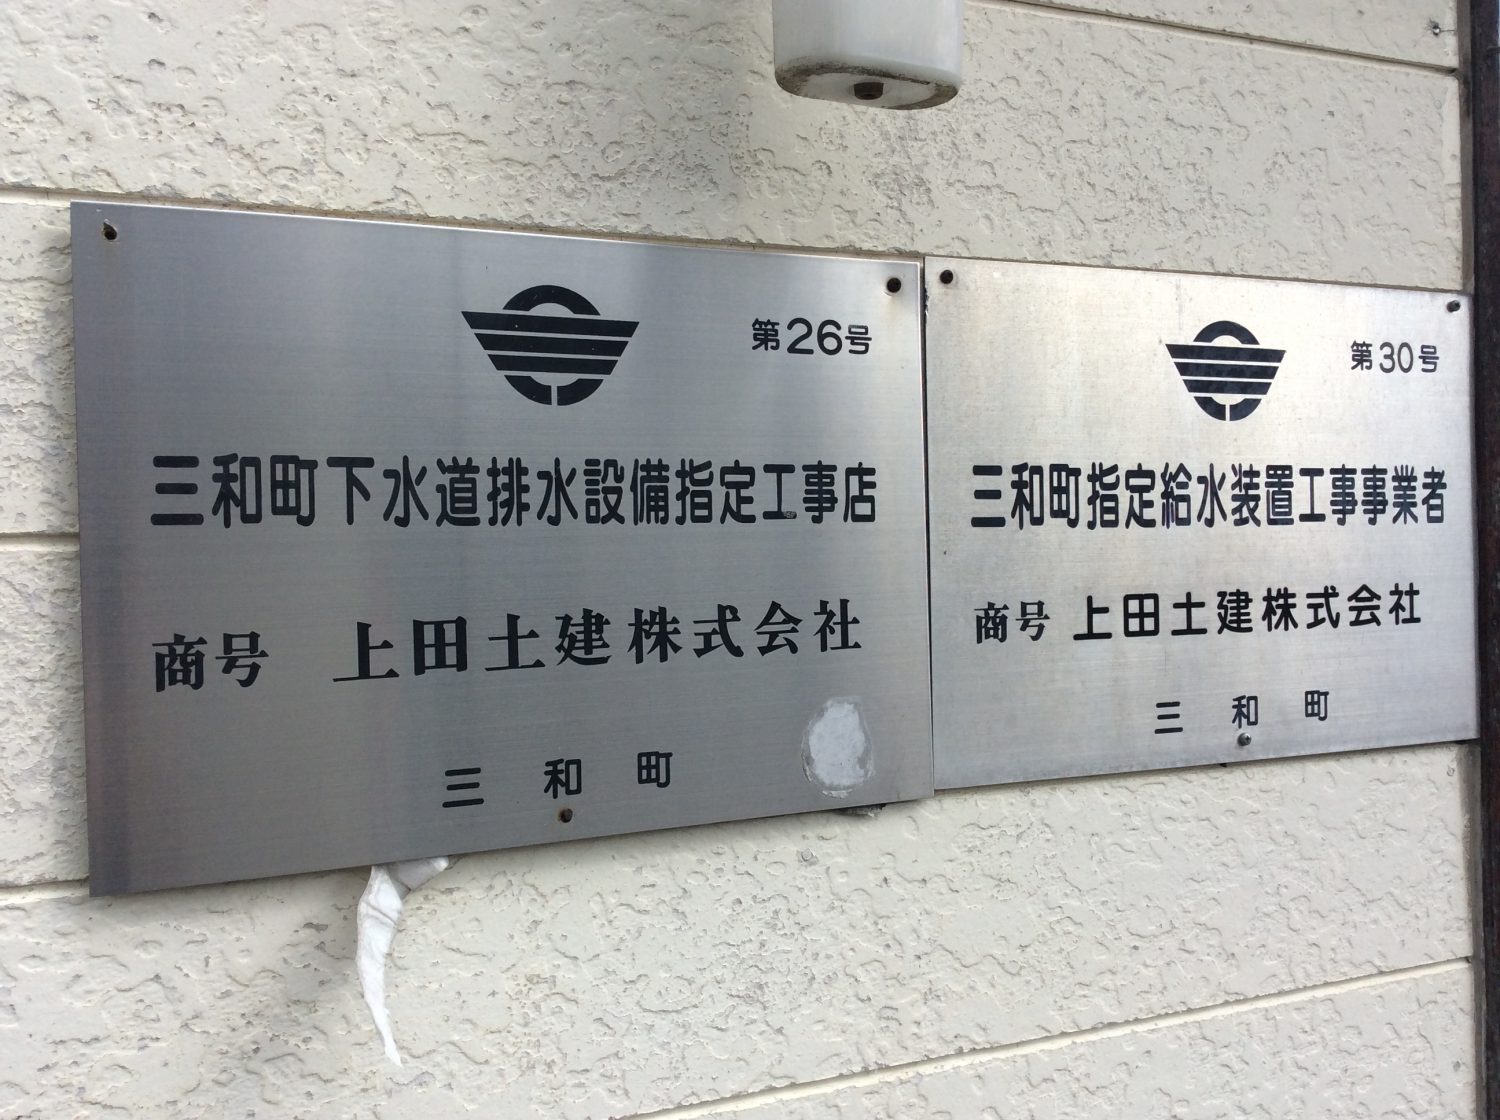 第26号
三和町下水道排水設備指定工事店
商号 上田土建株式会社
三和町
第30号
三和町指定給水装置工事事業者
商号 上田土建株式会社
三和町